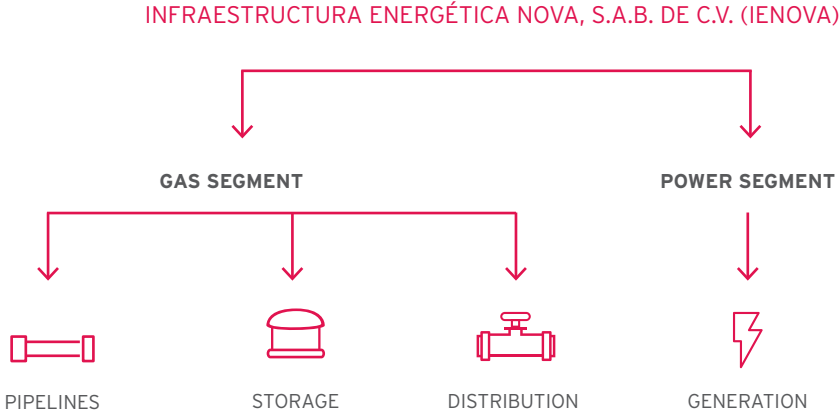 INFRAESTRUCTURA ENERGÉTICA NOVA, S.A.B. DE C.V. (IENOVA)
GAS SEGMENT
POWER SEGMENT
PIPELINES
STORAGE
DISTRIBUTION
GENERATION